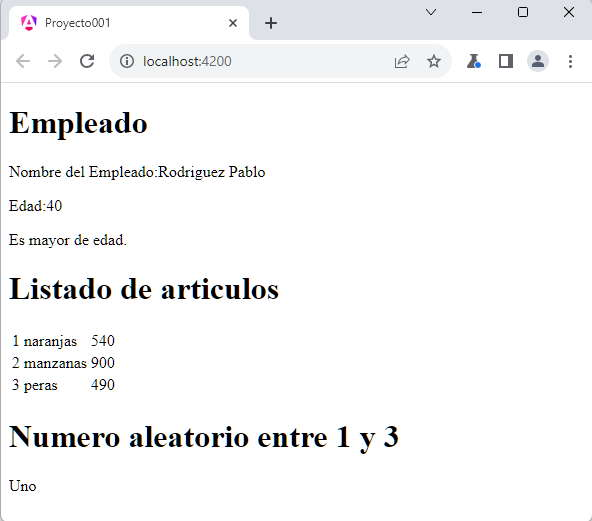 Proyecto001
localhost:4200
Empleado
Nombre del Empleado:Rodriguez Pablo
Edad:40
Es mayor de edad.
Listado de articulos
1 naranjas 540
2 manzanas 900
3 peras 490
Numero aleatorio entre 1 y 3
Uno